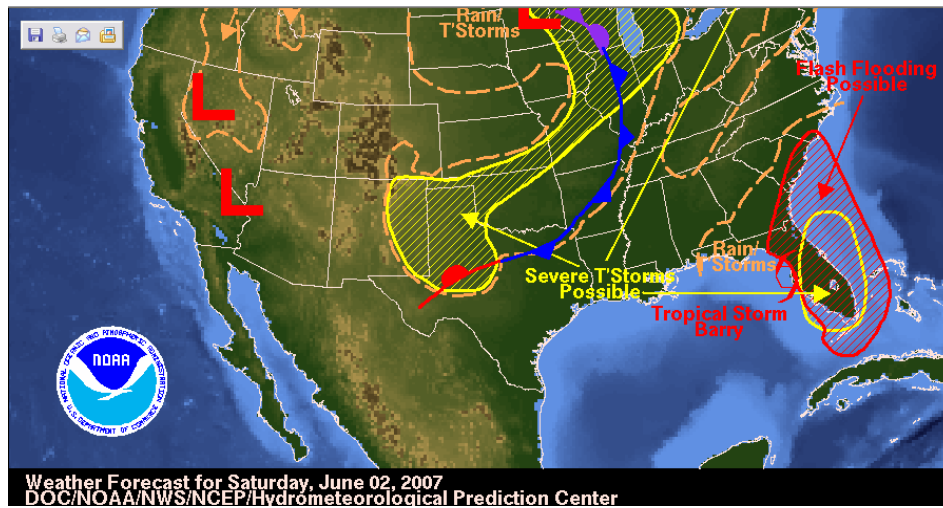 Rain/
T'Storms
Flash Flooding
Possible
Rain/
Storms
Severe T'Storms
Possible
Tropical Storm
Barry
L
L
L
NATIONAL OCEANIC AND ATMOSPHERIC ADMINISTRATION
NOAA
U.S. DEPARTMENT OF COMMERCE
Weather Forecast for Saturday, June 02, 2007
DOC/NOAA/NWS/NCEP/Hydrometeorological Prediction Center